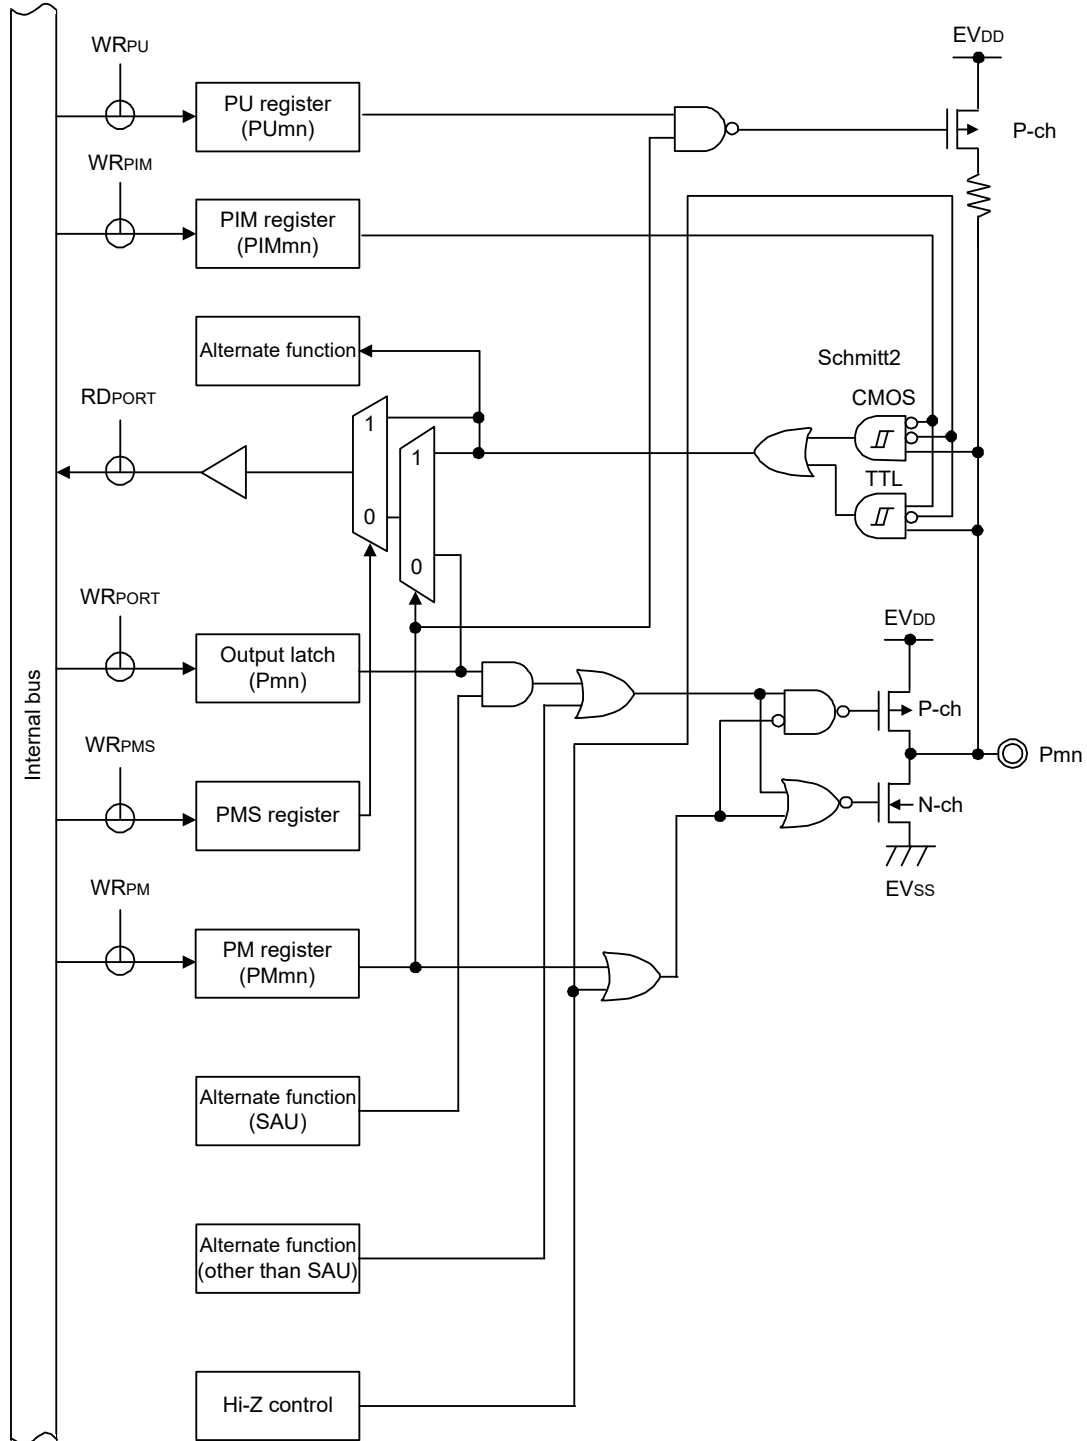 WRPU
EVDD
PU register
(PUmn)
P-ch
WRPIM
PIM register
(PIMmn)
Alternate function
Schmitt2
CMOS
RDPORT
1
1
TTL
0
0
WRPORT
EVDD
Output latch
(Pmn)
Internal bus
P-ch
WRPMS
Pmn
PMS register
N-ch
WRPM
EVSS
PM register
(PMmn)
Alternate function
(SAU)
Alternate function
(other than SAU)
Hi-Z control